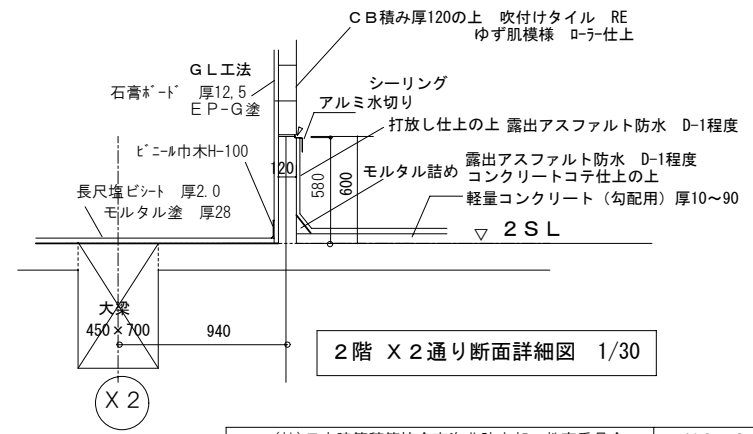 CB積み厚120の上 吹付けタイル RE
ゆず肌模様 ﾛｰﾗｰ仕上
GL工法
石膏ﾎﾞｰﾄﾞ 厚12,5
EP-G塗
シーリング
アルミ水切り
打放し仕上の上 露出アスファルト防水 D-1程度
ﾋﾞﾆｰﾙ巾木H-100
120
580
600
モルタル詰め
露出アスファルト防水 D-1程度
コンクリートコテ仕上の上
長尺塩ビシート 厚2.0
モルタル塗 厚28
軽量コンクリート（勾配用）厚10～90
▽ 2SL
大梁
450×700
940
2階 X2通り断面詳細図 1/30
X2